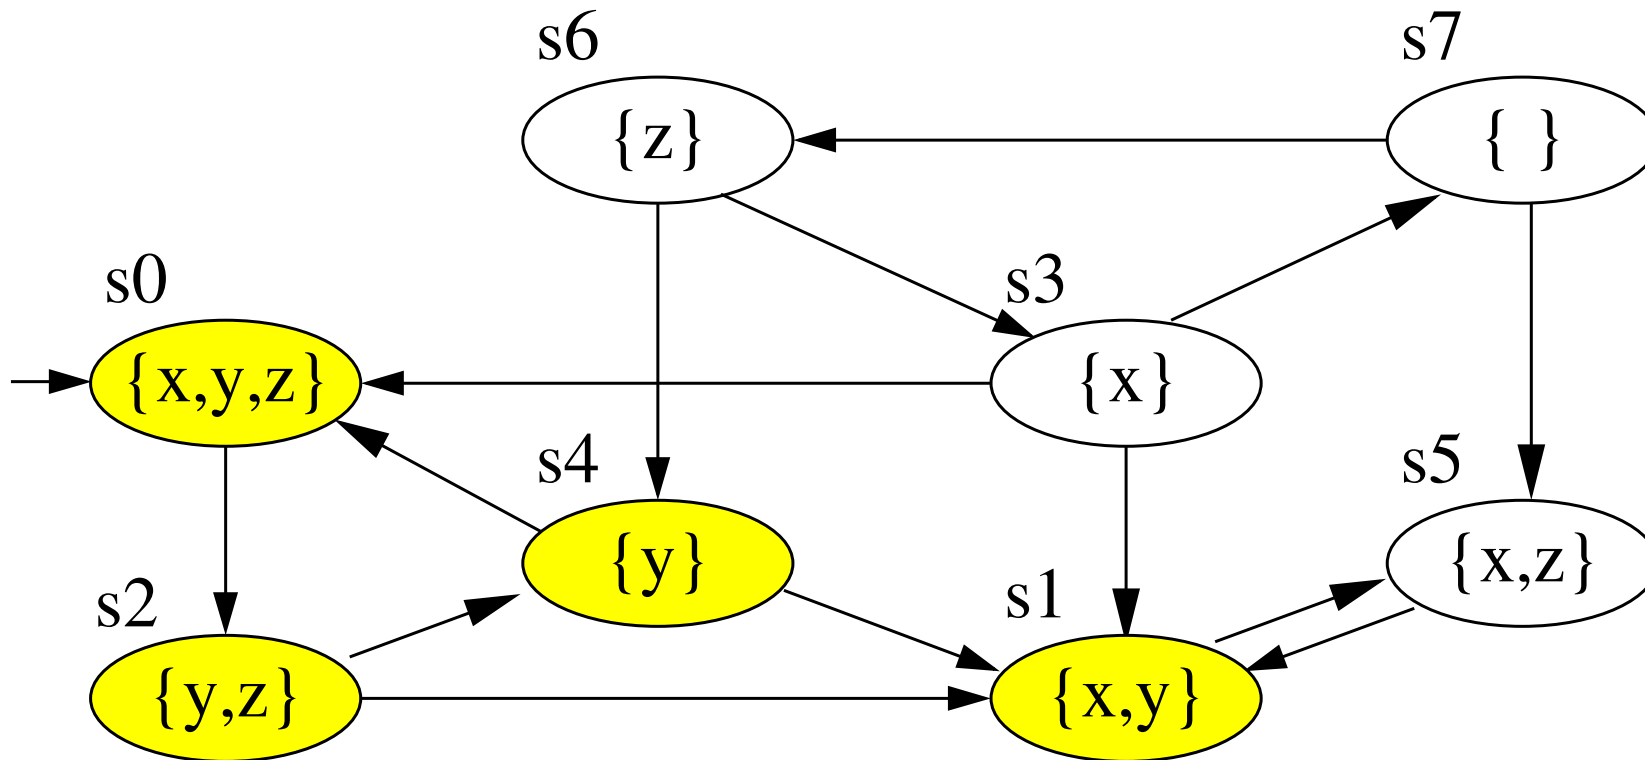 s6
s7
{z}
{ }
s0
s3
{x,y,z}
{x}
s4
s5
{y}
{x,z}
s2
s1
{y,z}
{x,y}